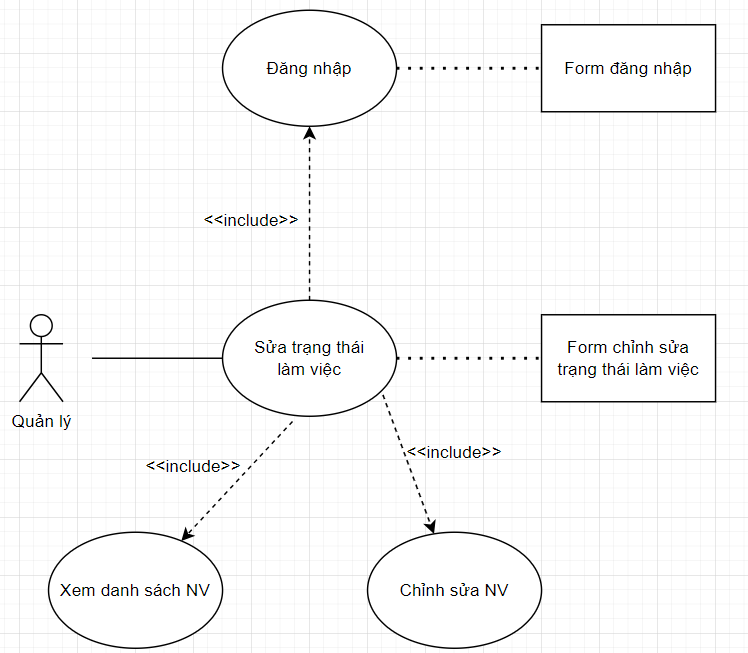 Đăng nhập
Form đăng nhập
<<include>>
Sửa trạng thái
làm việc
Form chỉnh sửa
trạng thái làm việc
Quản lý
<<include>>
<<include>>
Xem danh sách NV
Chỉnh sửa NV